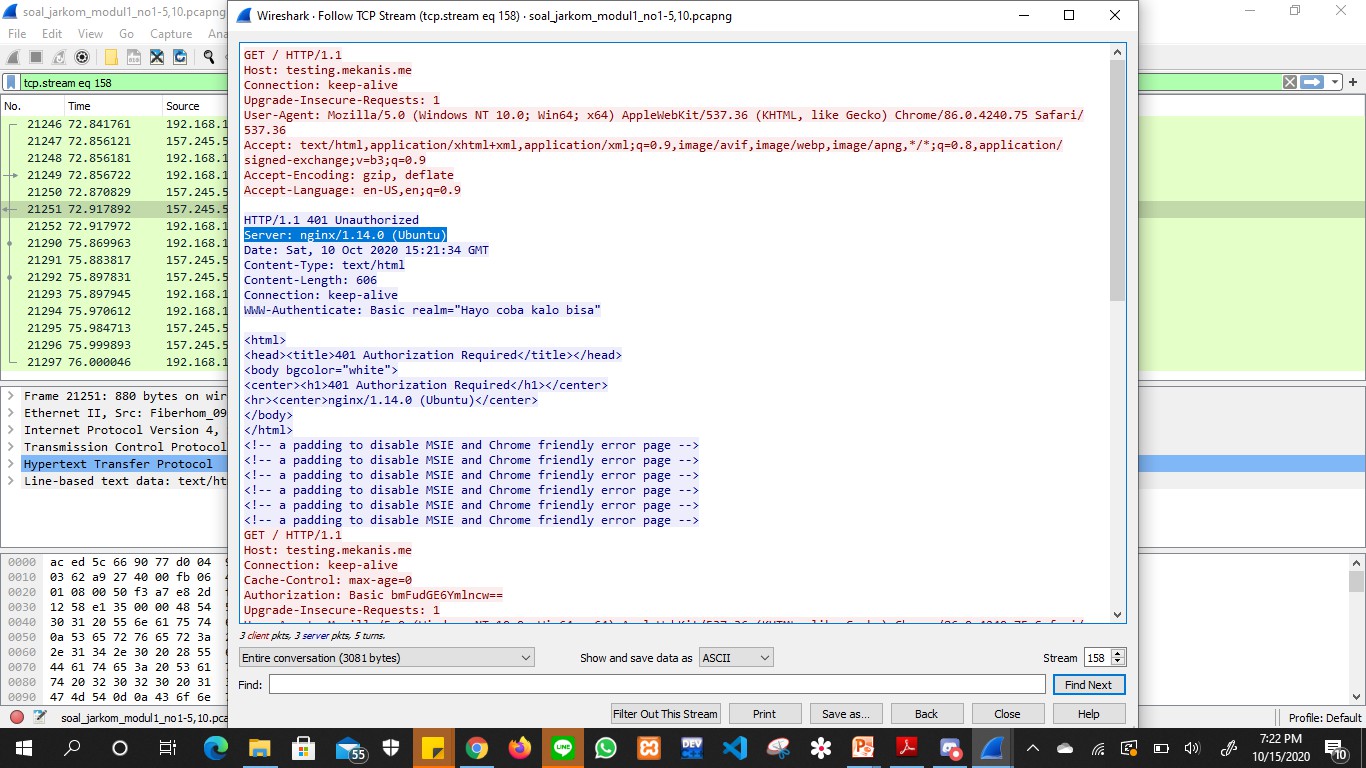 soal_jarkom_modul1_no1-5,10.pcapng
File Edit View Go Capture Ana
tcp.stream eq 158
No. Time Source
21246 72.841761 192.168.1
21247 72.856121 157.245.5
21248 72.856181 192.168.1
21249 72.856722 192.168.1
21250 72.870829 157.245.5
21251 72.917892 157.245.5
21252 72.917972 192.168.1
21290 75.869963 192.168.1
21291 75.883817 157.245.5
21292 75.897831 157.245.5
21293 75.897945 192.168.1
21294 75.970612 192.168.1
21295 75.984713 157.245.5
21296 75.999893 157.245.5
21297 76.000046 192.168.1
Frame 21251: 880 bytes on wir
Ethernet II, Src: Fiberhom_09
Internet Protocol Version 4,
Transmission Control Protocol
Hypertext Transfer Protocol
Line-based text data: text/ht
0000 ac ed 5c 66 90 77 d0 04
0010 03 62 a9 27 40 00 fb 06
0020 01 08 00 50 f3 a7 e8 2d
0030 12 58 e1 35 00 00 48 54
0040 30 31 20 55 6e 61 75 74
0050 0a 53 65 72 76 65 72 3a
0060 2e 31 34 2e 30 20 28 55
0070 44 61 74 65 3a 20 53 61
0080 74 20 32 30 32 30 20 31
0090 47 4d 54 0d 0a 43 6f 6e
soal_jarkom_modul1_no1-5,10.pca
Profile: Default
Wireshark · Follow TCP Stream (tcp.stream eq 158) · soal_jarkom_modul1_no1-5,10.pcapng
GET / HTTP/1.1
Host: testing.mekanis.me
Connection: keep-alive
Upgrade-Insecure-Requests: 1
User-Agent: Mozilla/5.0 (Windows NT 10.0; Win64; x64) AppleWebKit/537.36 (KHTML, like Gecko) Chrome/86.0.4240.75 Safari/
537.36
Accept: text/html,application/xhtml+xml,application/xml;q=0.9,image/avif,image/webp,image/apng,*/*;q=0.8,application/
signed-exchange;v=b3;q=0.9
Accept-Encoding: gzip, deflate
Accept-Language: en-US,en;q=0.9
HTTP/1.1 401 Unauthorized
Server: nginx/1.14.0 (Ubuntu)
Date: Sat, 10 Oct 2020 15:21:34 GMT
Content-Type: text/html
Content-Length: 606
Connection: keep-alive
WWW-Authenticate: Basic realm="Hayo coba kalo bisa"
<html>
<head><title>401 Authorization Required</title></head>
<body bgcolor="white">
<center><h1>401 Authorization Required</h1></center>
<hr><center>nginx/1.14.0 (Ubuntu)</center>
</body>
</html>
<!-- a padding to disable MSIE and Chrome friendly error page -->
<!-- a padding to disable MSIE and Chrome friendly error page -->
<!-- a padding to disable MSIE and Chrome friendly error page -->
<!-- a padding to disable MSIE and Chrome friendly error page -->
<!-- a padding to disable MSIE and Chrome friendly error page -->
<!-- a padding to disable MSIE and Chrome friendly error page -->
GET / HTTP/1.1
Host: testing.mekanis.me
Connection: keep-alive
Cache-Control: max-age=0
Authorization: Basic bmFudGE6Ymlncw==
Upgrade-Insecure-Requests: 1
3 client pkts, 3 server pkts, 5 turns.
Entire conversation (3081 bytes) Show and save data as ASCII Stream 158
Find: Find Next
Filter Out This Stream Print Save as... Back Close Help
55 DEV 7:22 PM
10/15/2020 10